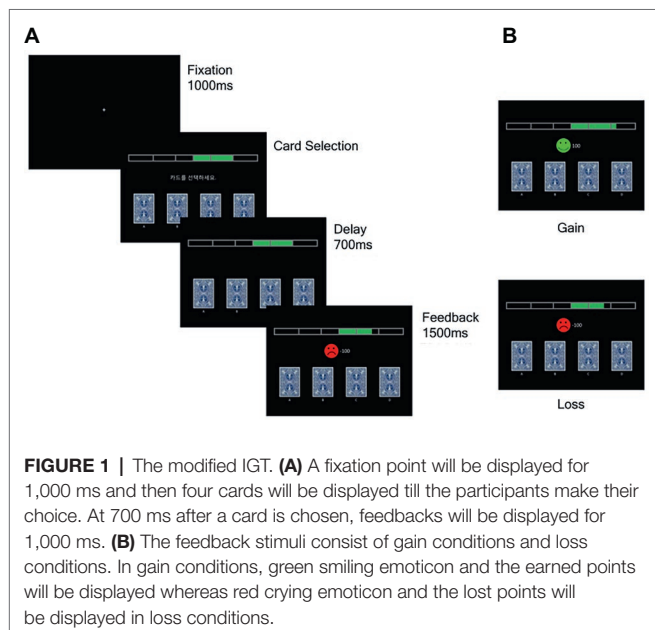 A
B
Fixation
1000ms
Card Selection
카드를 선택하세요.
Delay
700ms
Feedback
1500ms
-100
A B C D
100
A B C D
Gain
-100
A B C D
Loss
FIGURE 1 | The modified IGT. (A) A fixation point will be displayed for
1,000 ms and then four cards will be displayed till the participants make their
choice. At 700 ms after a card is chosen, feedbacks will be displayed for
1,000 ms. (B) The feedback stimuli consist of gain conditions and loss
conditions. In gain conditions, green smiling emoticon and the earned points
will be displayed whereas red crying emoticon and the lost points will
be displayed in loss conditions.